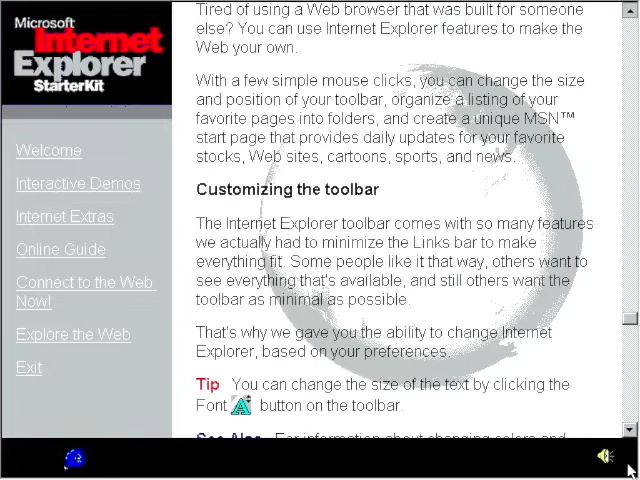 Microsoft
Internet
Explorer
StarterKit
Welcome
Interactive Demos
Internet Extras
Online Guide
Connect to the Web
Now!
Explore the Web
Exit
Tired of using a Web browser that was built for someone
else? You can use Internet Explorer features to make the
Web your own.
With a few simple mouse clicks, you can change the size
and position of your toolbar, organize a listing of your
favorite pages into folders, and create a unique MSN™
start page that provides daily updates for your favorite
stocks, Web sites, cartoons, sports, and news.
Customizing the toolbar
The Internet Explorer toolbar comes with so many features
we actually had to minimize the Links bar to make
everything fit. Some people like it that way, others want to
see everything that's available, and still others want the
toolbar as minimal as possible.
That's why we gave you the ability to change Internet
Explorer, based on your preferences.
Tip You can change the size of the text by clicking the
Font A button on the toolbar.
See Also For information about changing colors and